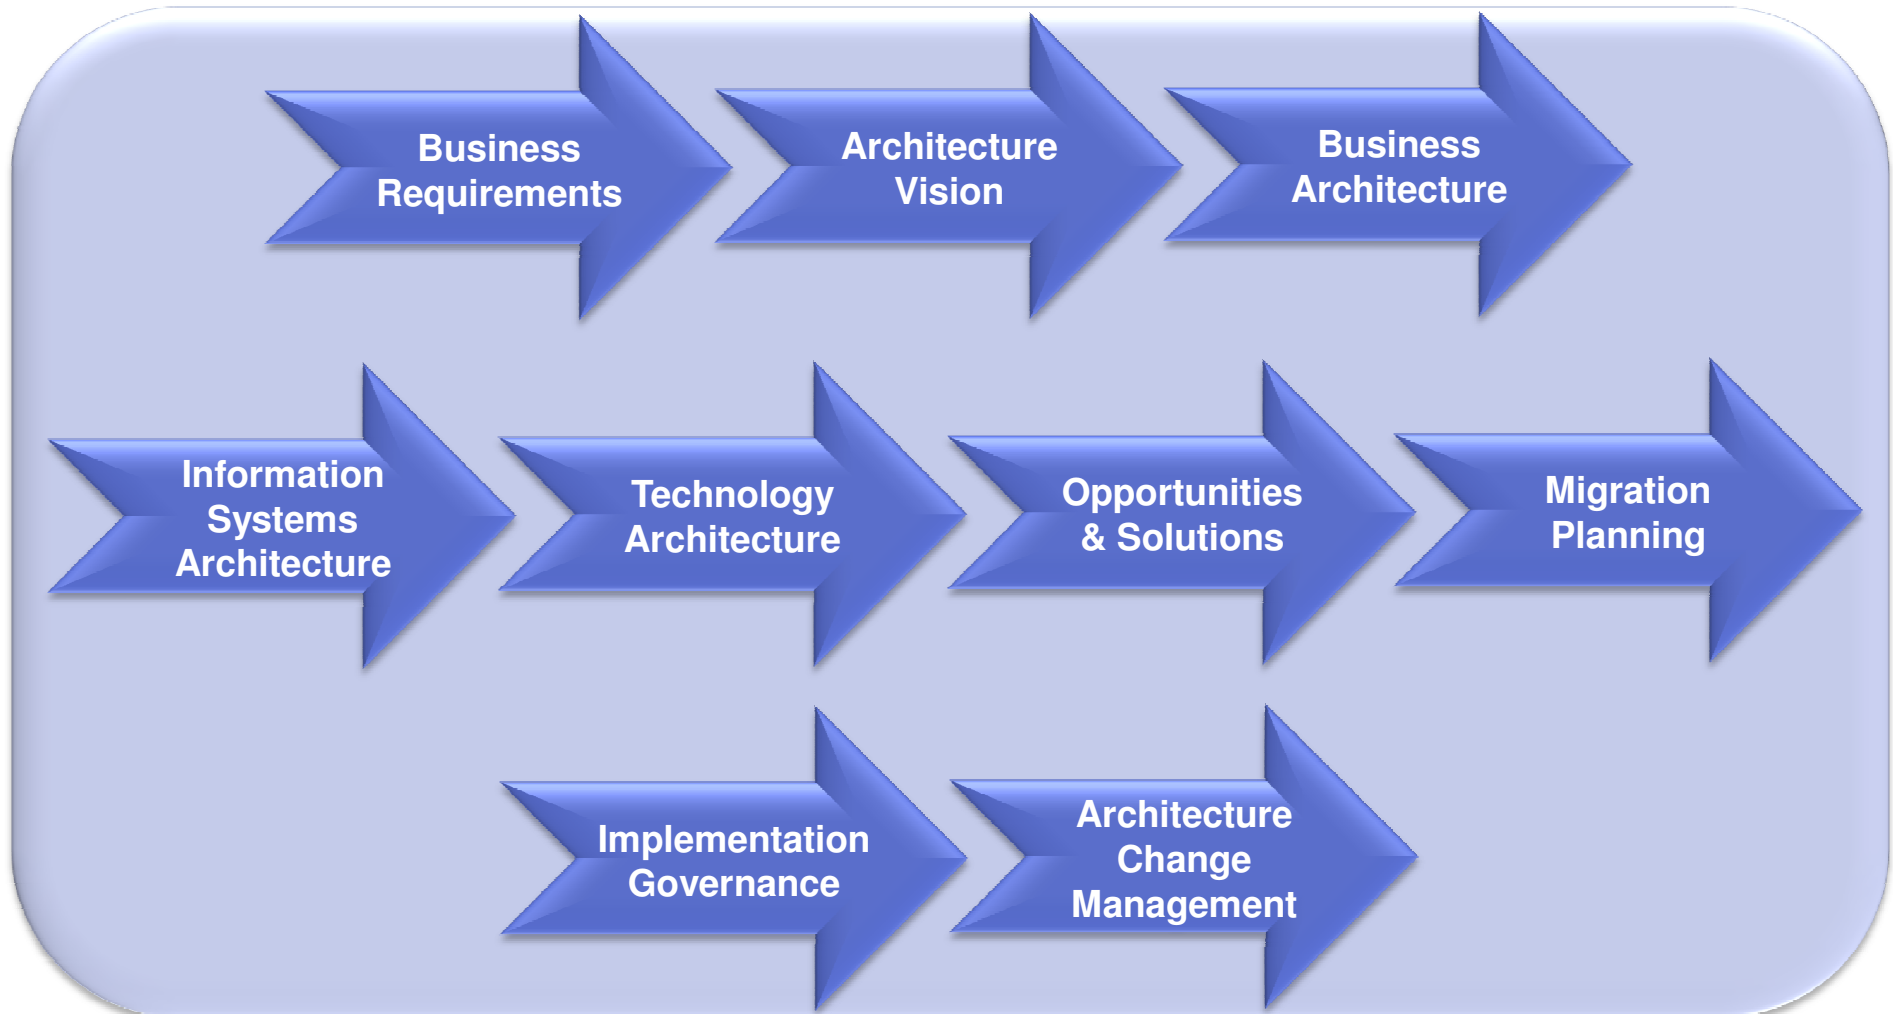 Business
Requirements
Architecture
Vision
Business
Architecture
Information
Systems
Architecture
Technology
Architecture
Opportunities
& Solutions
Migration
Planning
Implementation
Governance
Architecture
Change
Management